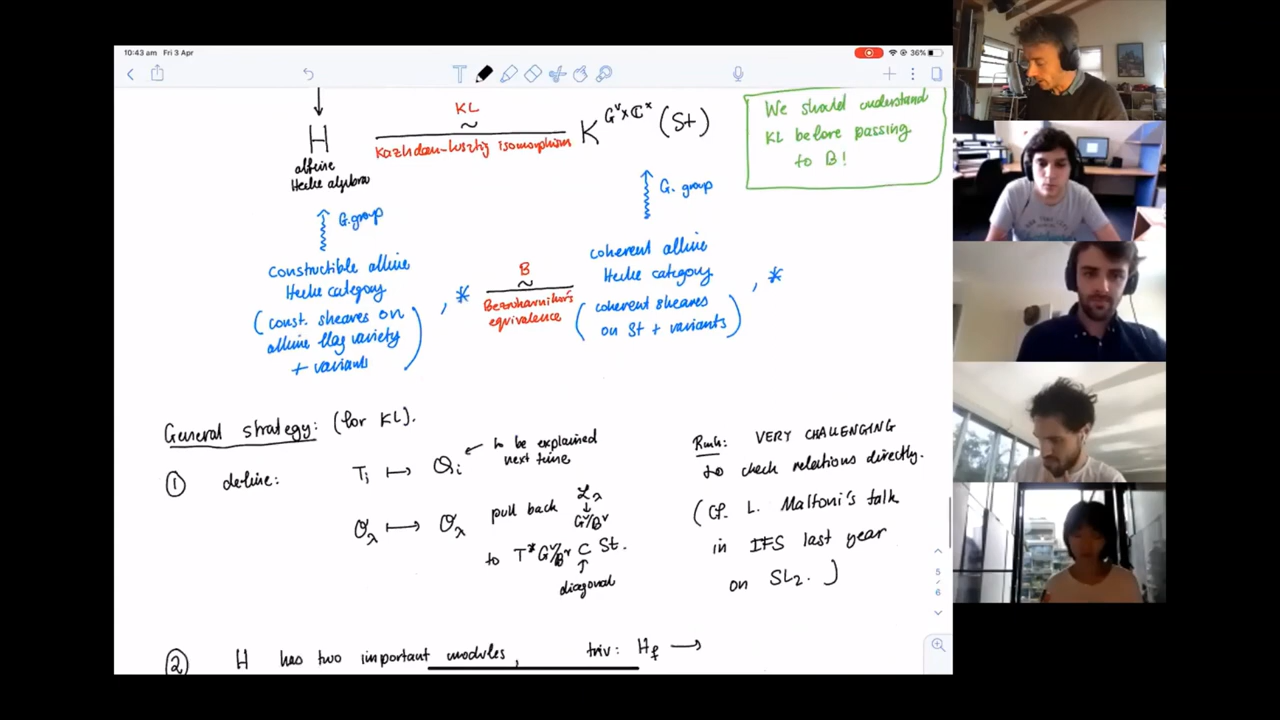 10:43 am Fri 3 Apr
36%
H
affine
Hecke algebra
KL
~
Kazhdan-Lusztig isomorphism
K^{G^∨×ℂ^×}(St)
We should understand
KL before passing
to B!
G.group
G. group
constructible affine
Hecke category
(const. sheaves on
affine flag variety
+ variants)
, *
B
~
Bezrukavnikov's
equivalence
coherent affine
Hecke category
(coherent sheaves
on St + variants)
, *
General strategy: (for KL).
① define:
T_i ↦ Q_i
to be explained
next time
θ_λ ↦ O_λ
pull back
ℒ_λ
↓
G^∨/B^∨
to T*G^∨/B^∨ ⊂ St.
↑
diagonal
Rmk: VERY CHALLENGING
to check relations directly.
(cf. L. Maltoni's talk
in IFS last year
on SL₂.)
5
/
6
② H has two important modules,
triv: H_f →